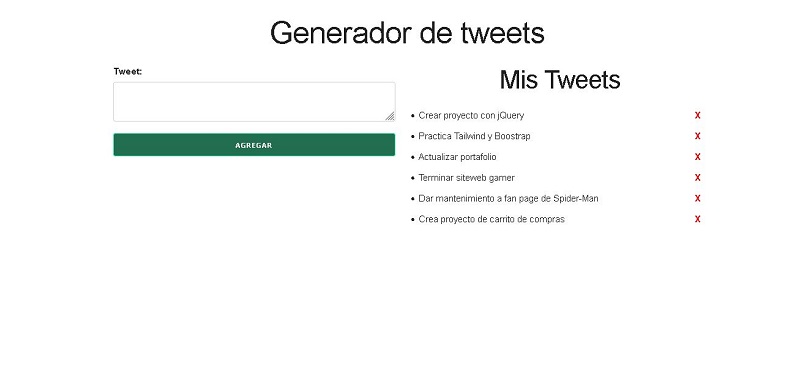 Generador de tweets
Tweet:
AGREGAR
Mis Tweets
Crear proyecto con jQuery X
Practica Tailwind y Boostrap X
Actualizar portafolio X
Terminar siteweb gamer X
Dar mantenimiento a fan page de Spider-Man X
Crea proyecto de carrito de compras X